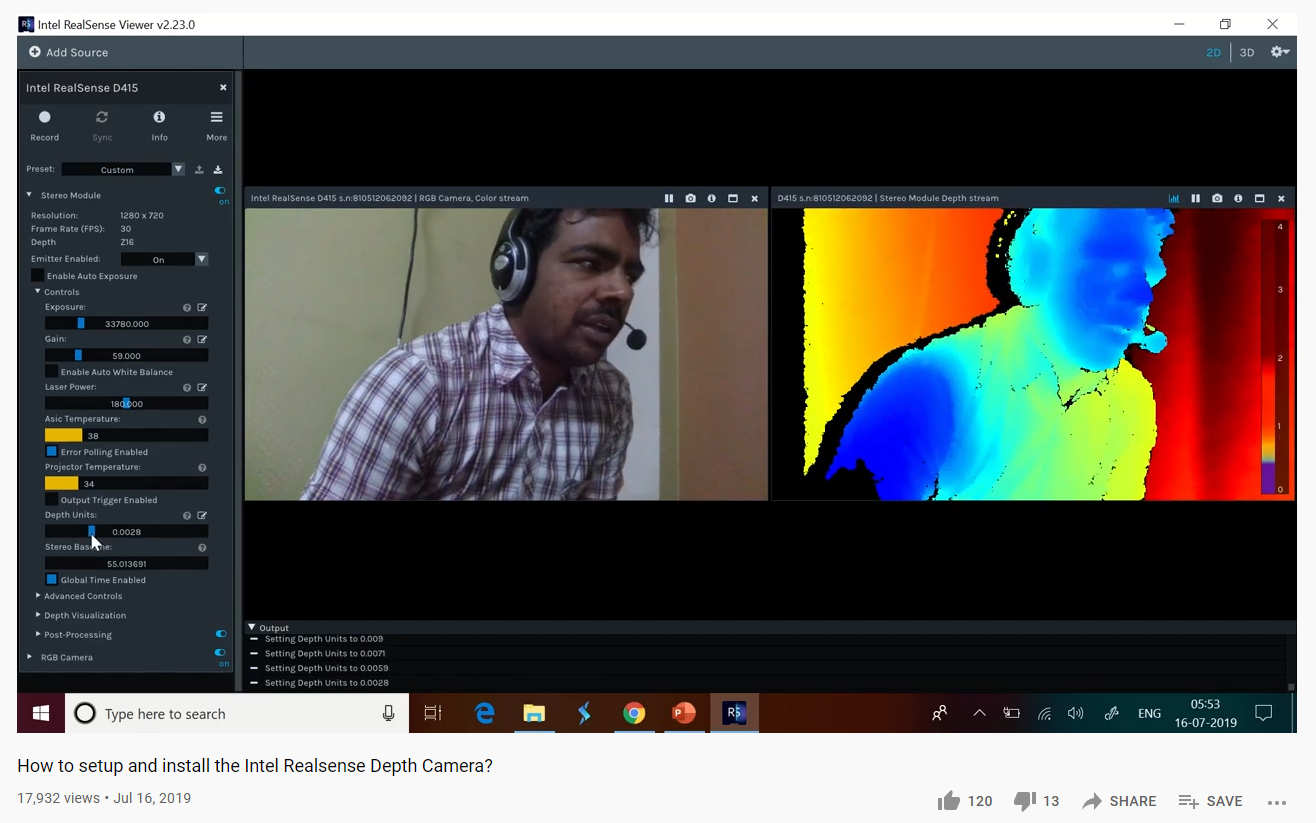 RS Intel RealSense Viewer v2.23.0
Add Source
2D 3D
Intel RealSense D415
Record Sync Info More
Preset: Custom
Stereo Module
on
Resolution: 1280 x 720
Frame Rate (FPS): 30
Depth Z16
Emitter Enabled: On
Enable Auto Exposure
Controls
Exposure:
33780.000
Gain:
59.000
Enable Auto White Balance
Laser Power:
180.000
Asic Temperature:
38
Error Polling Enabled
Projector Temperature:
34
Output Trigger Enabled
Depth Units:
0.0028
Stereo Baseline:
55.013691
Global Time Enabled
Advanced Controls
Depth Visualization
Post-Processing
RGB Camera
on
Intel RealSense D415 s.n:810512062092 | RGB Camera, Color stream
D415 s.n:810512062092 | Stereo Module Depth stream
4
3
2
1
0
Output
Setting Depth Units to 0.009
Setting Depth Units to 0.0071
Setting Depth Units to 0.0059
Setting Depth Units to 0.0028
Type here to search
RS
ENG
05:53
16-07-2019
How to setup and install the Intel Realsense Depth Camera?
17,932 views • Jul 16, 2019
120 13 SHARE SAVE